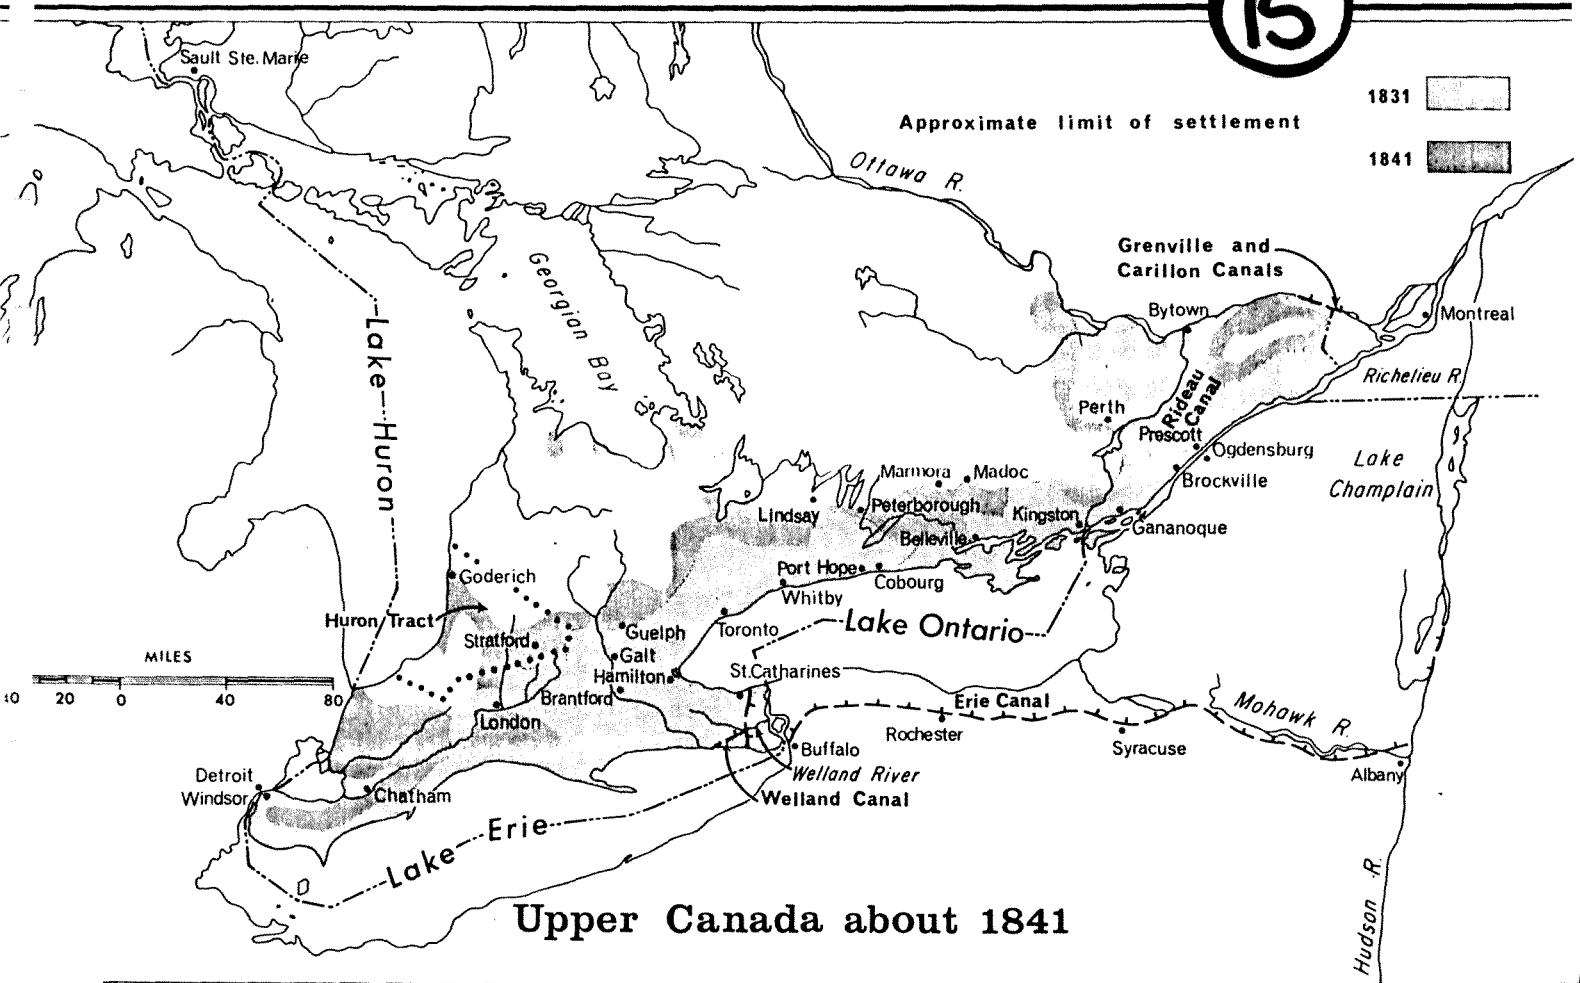 15
Sault Ste. Marie
1831
Approximate limit of settlement
1841
Ottawa R.
Grenville and
Carillon Canals
Georgian Bay
Bytown
Montreal
Lake Huron
Richelieu R.
Rideau
Canal
Perth
Prescott
Ogdensburg
Lake
Champlain
Brockville
Marmora
Madoc
Lindsay
Peterborough
Kingston
Gananoque
Belleville
Port Hope
Cobourg
Goderich
Whitby
Huron Tract
Lake Ontario
Stratford
Guelph
Toronto
Galt
MILES
Hamilton
St. Catharines
10 20 0 40 80
Brantford
Erie Canal
Mohawk R.
London
Rochester
Buffalo
Syracuse
Detroit
Welland River
Albany
Windsor
Chatham
Welland Canal
Lake Erie
Upper Canada about 1841
Hudson R.